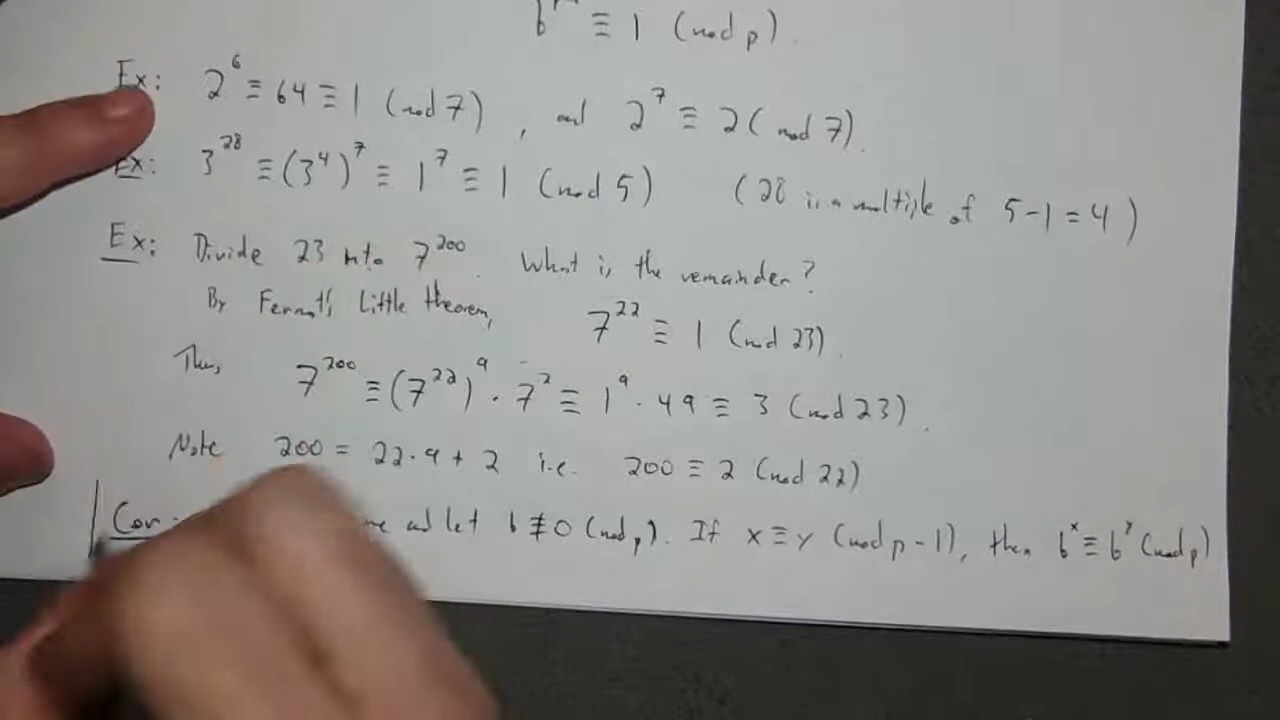 ≡ 1 (mod p).
Ex: 2^6 ≡ 64 ≡ 1 (mod 7), and 2^7 ≡ 2 (mod 7).
Ex: 3^28 ≡ (3^4)^7 ≡ 1^7 ≡ 1 (mod 5) (28 is a multiple of 5-1=4)
Ex: Divide 23 into 7^200. What is the remainder?
By Fermat's Little theorem, 7^22 ≡ 1 (mod 23).
Thus, 7^200 ≡ (7^22)^9 · 7^2 ≡ 1^9 · 49 ≡ 3 (mod 23).
Note 200 = 22·9 + 2 i.e. 200 ≡ 2 (mod 22)
Cor: and let b ≢ 0 (mod p). If x ≡ y (mod p-1), then b^x ≡ b^y (mod p)